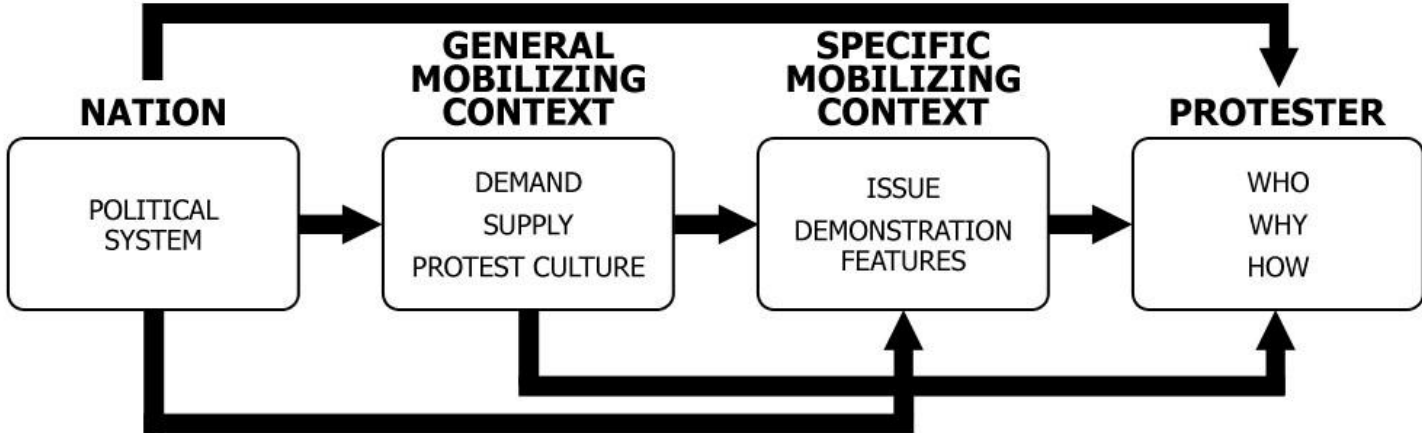 NATION
GENERAL
MOBILIZING
CONTEXT
SPECIFIC
MOBILIZING
CONTEXT
PROTESTER
POLITICAL
SYSTEM
DEMAND
SUPPLY
PROTEST CULTURE
ISSUE
DEMONSTRATION
FEATURES
WHO
WHY
HOW